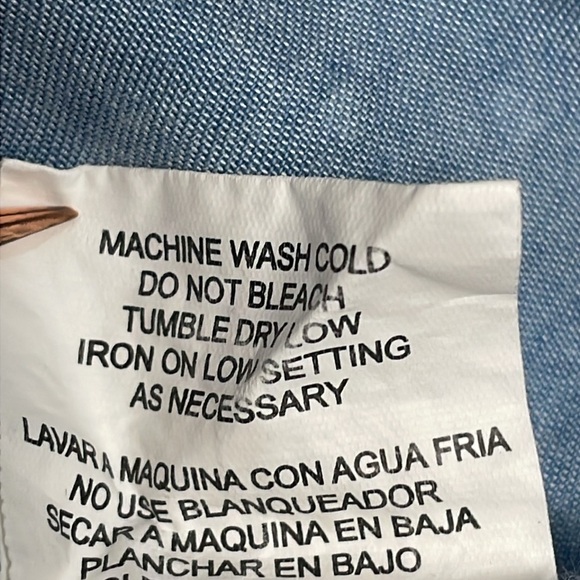 MACHINE WASH COLD
DO NOT BLEACH
TUMBLE DRY LOW
IRON ON LOW SETTING
AS NECESSARY
LAVAR A MAQUINA CON AGUA FRIA
NO USE BLANQUEADOR
SECAR A MAQUINA EN BAJA
PLANCHAR EN BAJO